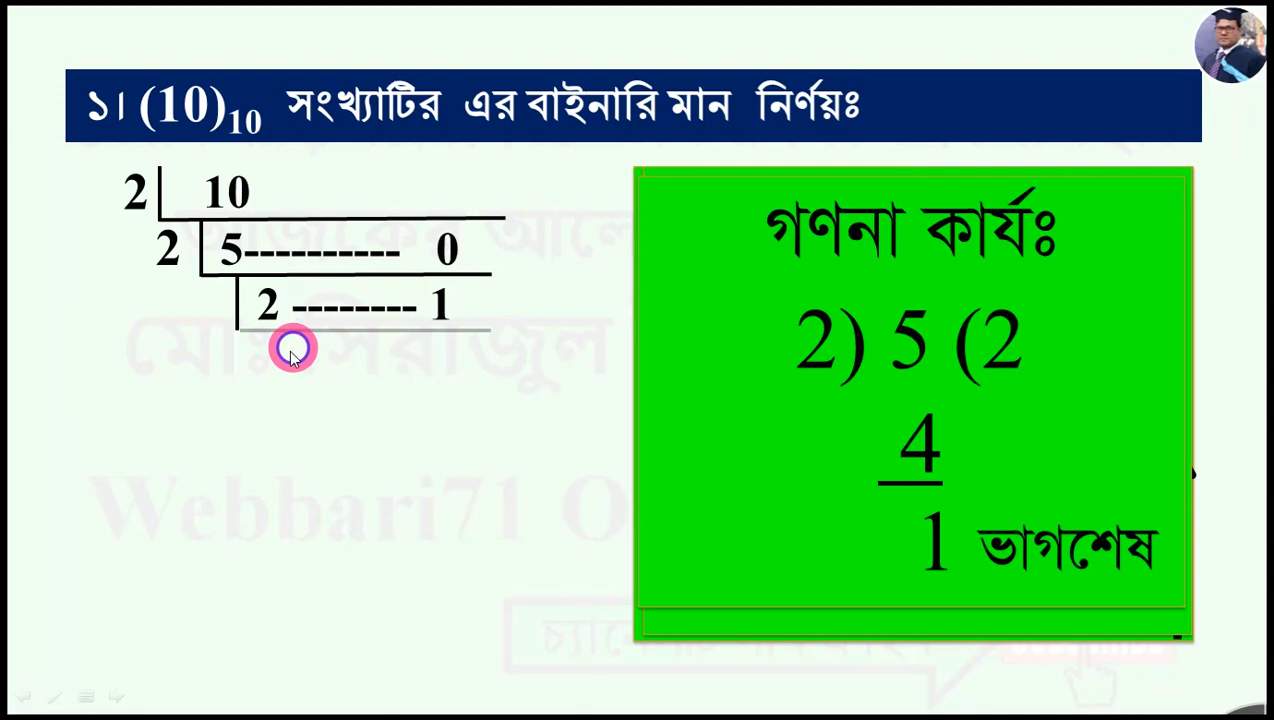 ১। (10)10 সংখ্যাটির এর বাইনারি মান নির্ণয়ঃ
2 10
2 5---------- 0
2 -------- 1
গণনা কার্যঃ
2) 5 (2
4
1 ভাগশেষ
মোঃ সিরাজুল
Webbari71 O